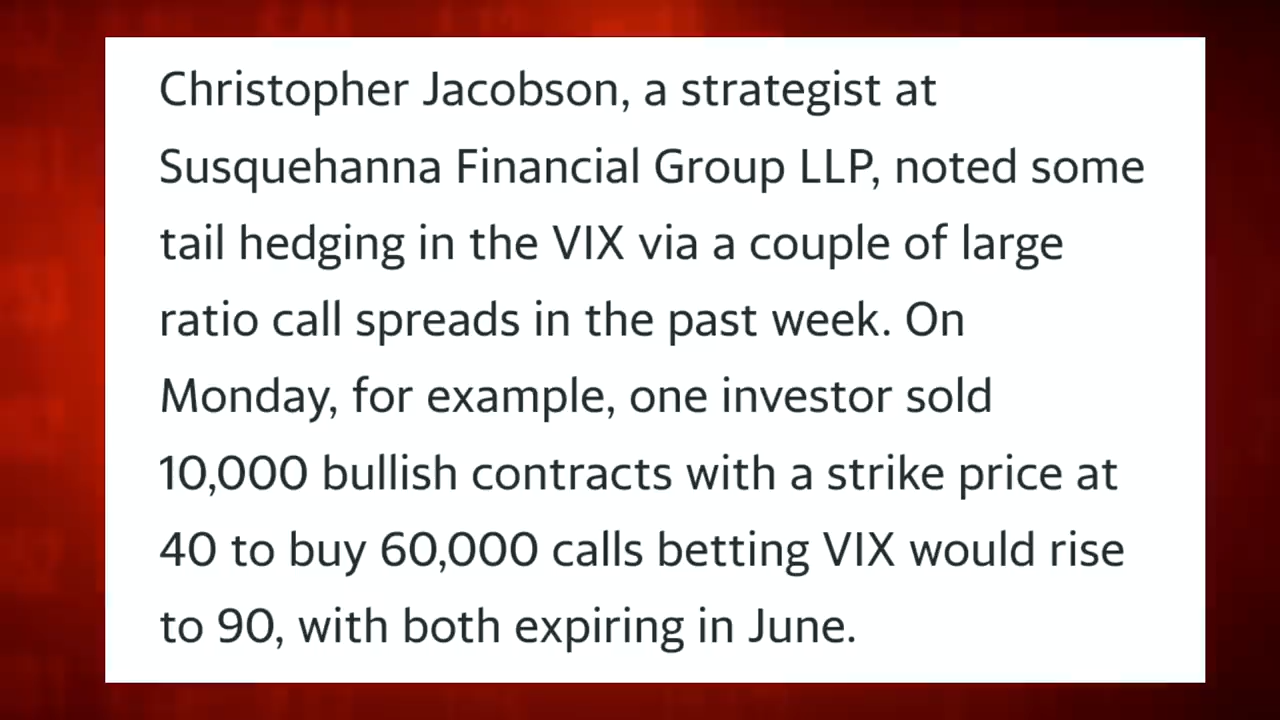 Christopher Jacobson, a strategist at
Susquehanna Financial Group LLP, noted some
tail hedging in the VIX via a couple of large
ratio call spreads in the past week. On
Monday, for example, one investor sold
10,000 bullish contracts with a strike price at
40 to buy 60,000 calls betting VIX would rise
to 90, with both expiring in June.